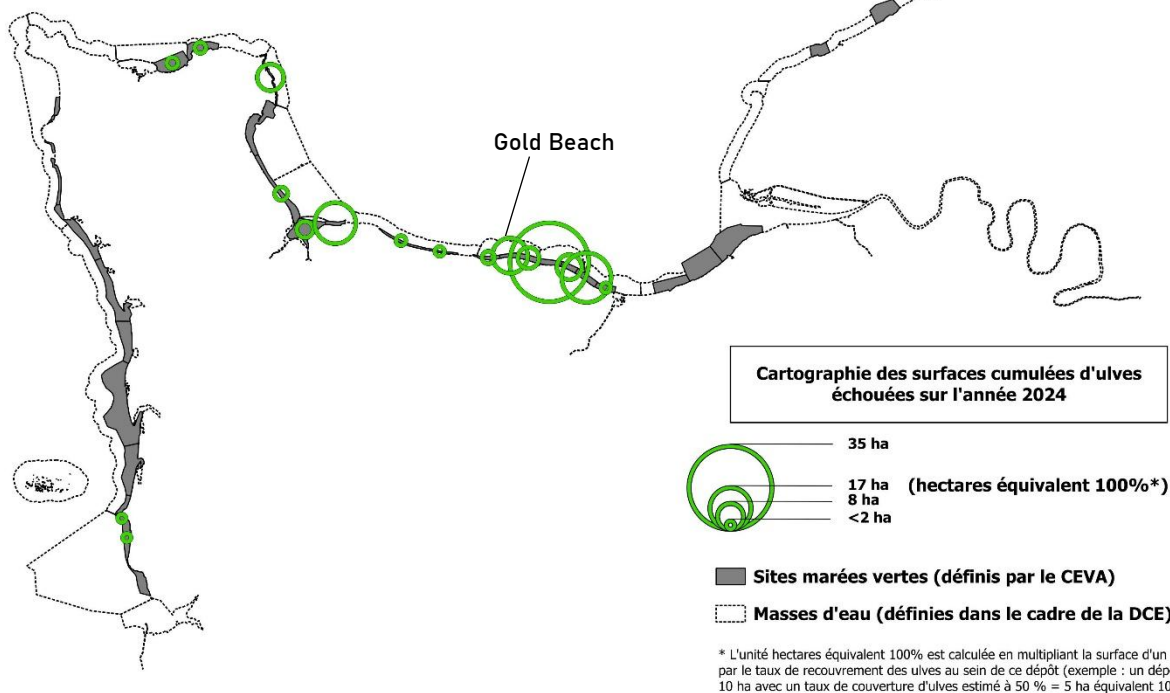 Gold Beach
Cartographie des surfaces cumulées d'ulves
échouées sur l'année 2024
35 ha
17 ha (hectares équivalent 100%*)
8 ha
<2 ha
Sites marées vertes (définis par le CEVA)
Masses d'eau (définies dans le cadre de la DCE)
* L'unité hectares équivalent 100% est calculée en multipliant la surface d'un
par le taux de recouvrement des ulves au sein de ce dépôt (exemple : un dép
10 ha avec un taux de couverture d'ulves estimé à 50 % = 5 ha équivalent 10